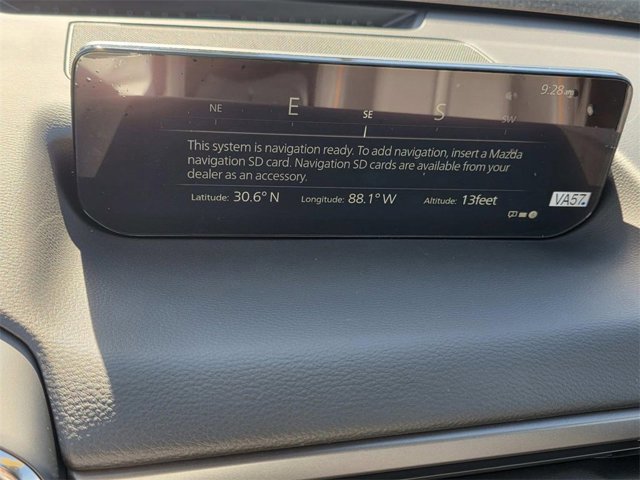 9:28 am
NE E SE S SW
This system is navigation ready. To add navigation, insert a Mazda
navigation SD card. Navigation SD cards are available from your
dealer as an accessory.
Latitude: 30.6° N Longitude: 88.1° W Altitude: 13feet
VA57